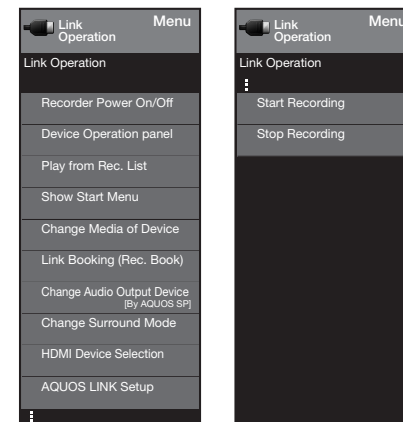 Link
Operation
Menu
Link Operation
Recorder Power On/Off
Device Operation panel
Play from Rec. List
Show Start Menu
Change Media of Device
Link Booking (Rec. Book)
Change Audio Output Device
[By AQUOS SP]
Change Surround Mode
HDMI Device Selection
AQUOS LINK Setup
Link
Operation
Menu
Link Operation
Start Recording
Stop Recording